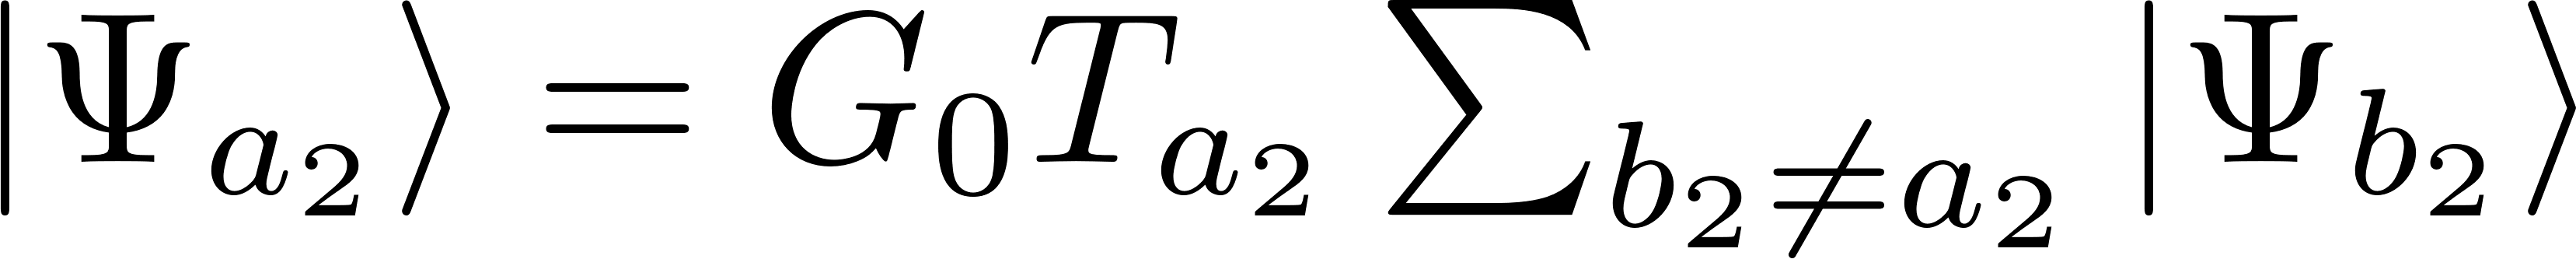 |Ψ_{a_2}⟩ = G_0 T_{a_2} ∑_{b_2≠a_2} |Ψ_{b_2}⟩